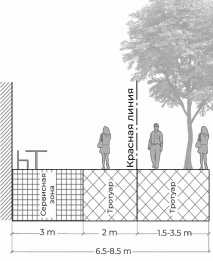 Красная линия
Сервисная
зона
Тротуар
Тротуар
3 m
2 m
1.5-3.5 m
6.5-8.5 m